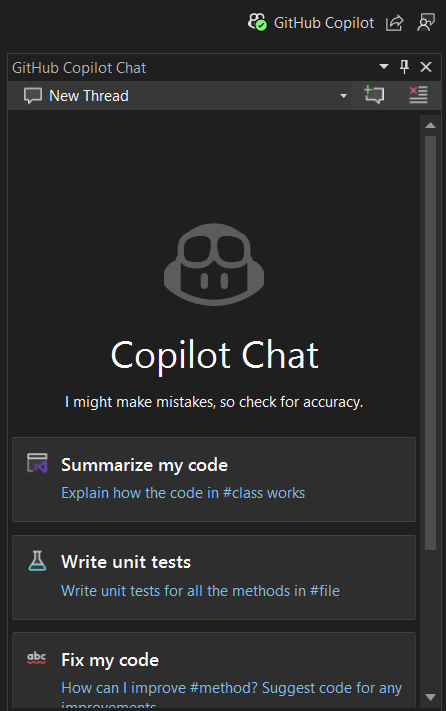 GitHub Copilot
GitHub Copilot Chat
New Thread
Copilot Chat
I might make mistakes, so check for accuracy.
Summarize my code
Explain how the code in #class works
Write unit tests
Write unit tests for all the methods in #file
abc
Fix my code
How can I improve #method? Suggest code for any
improvements